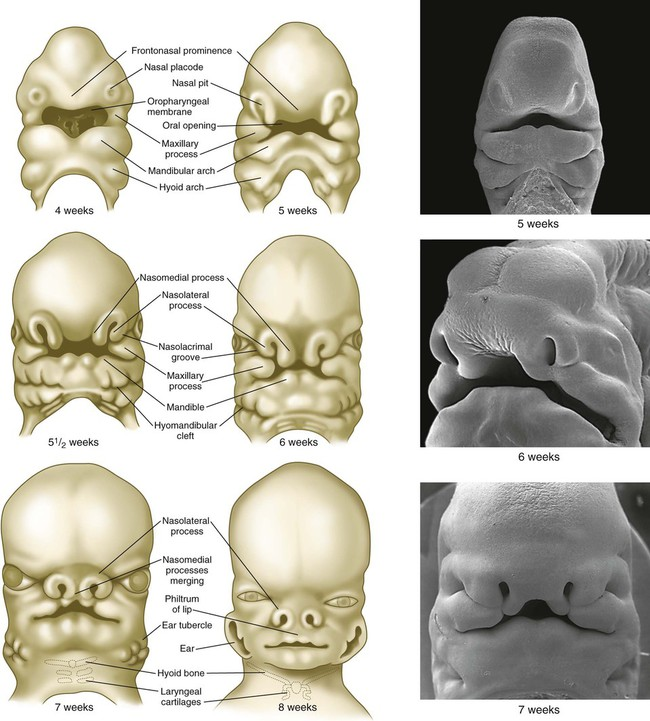 Frontonasal prominence
Nasal placode
Nasal pit
Oropharyngeal
membrane
Oral opening
Maxillary
process
Mandibular arch
Hyoid arch
4 weeks
5 weeks
5 weeks
Nasomedial process
Nasolateral
process
Nasolacrimal
groove
Maxillary
process
Mandible
Hyomandibular
cleft
5 1/2 weeks
6 weeks
6 weeks
Nasolateral
process
Nasomedial
processes
merging
Philtrum
of lip
Ear tubercle
Ear
Hyoid bone
Laryngeal
cartilages
7 weeks
8 weeks
7 weeks